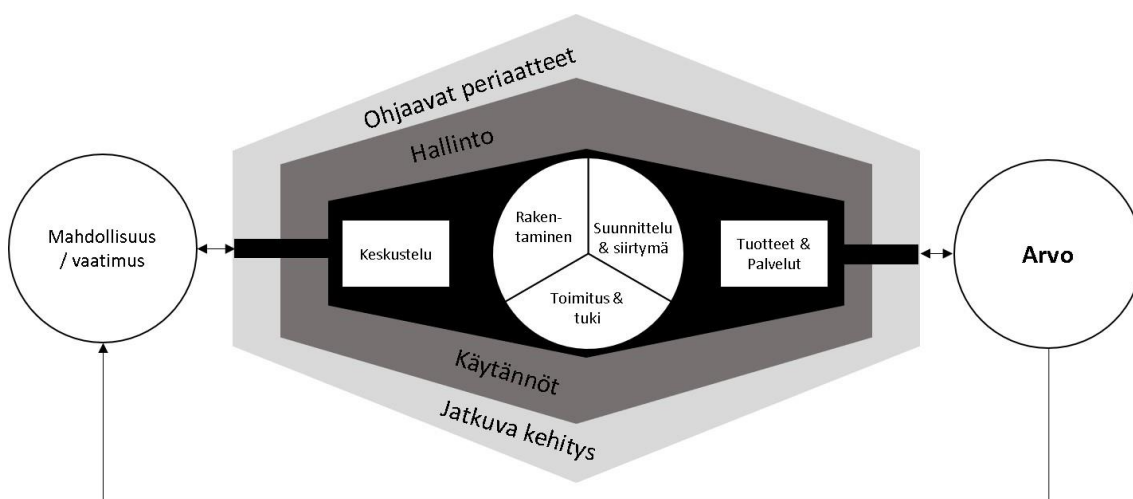 Ohjaavat periaatteet
Hallinto
Mahdollisuus
/ vaatimus
Keskustelu
Raken-
taminen
Suunnittelu
& siirtymä
Toimitus &
tuki
Tuotteet &
Palvelut
Arvo
Käytännöt
Jatkuva kehitys